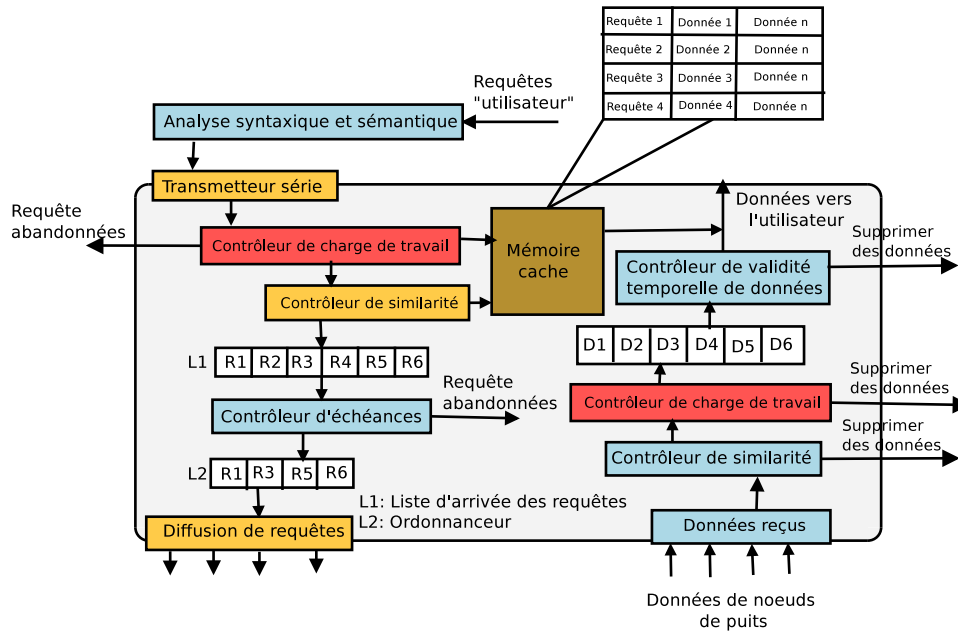 Requête 1 Donnée 1 Donnée n
Requête 2 Donnée 2 Donnée n
Requête 3 Donnée 3 Donnée n
Requête 4 Donnée 4 Donnée n
Requêtes
"utilisateur"
Analyse syntaxique et sémantique
Transmetteur série
Requête
abandonnées
Contrôleur de charge de travail
Mémoire
cache
Données vers
l'utilisateur
Supprimer
des données
Contrôleur de validité
temporelle de données
Contrôleur de similarité
L1 R1 R2 R3 R4 R5 R6
D1 D2 D3 D4 D5 D6
Requête
abandonnées
Supprimer
des données
Contrôleur d'échéances
Contrôleur de charge de travail
Supprimer
des données
Contrôleur de similarité
L2 R1 R3 R5 R6
L1: Liste d'arrivée des requêtes
L2: Ordonnanceur
Diffusion de requêtes
Données reçus
Données de noeuds
de puits